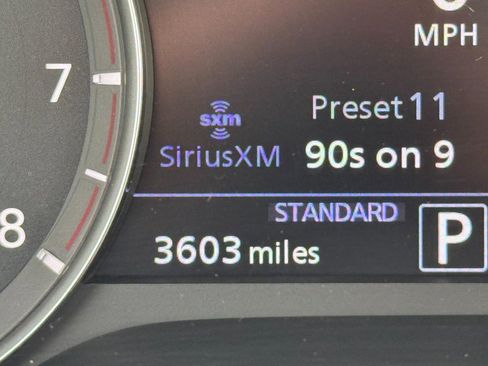 MPH
7
sxm
Preset 11
SiriusXM
90s on 9
STANDARD
8
3603 miles
P